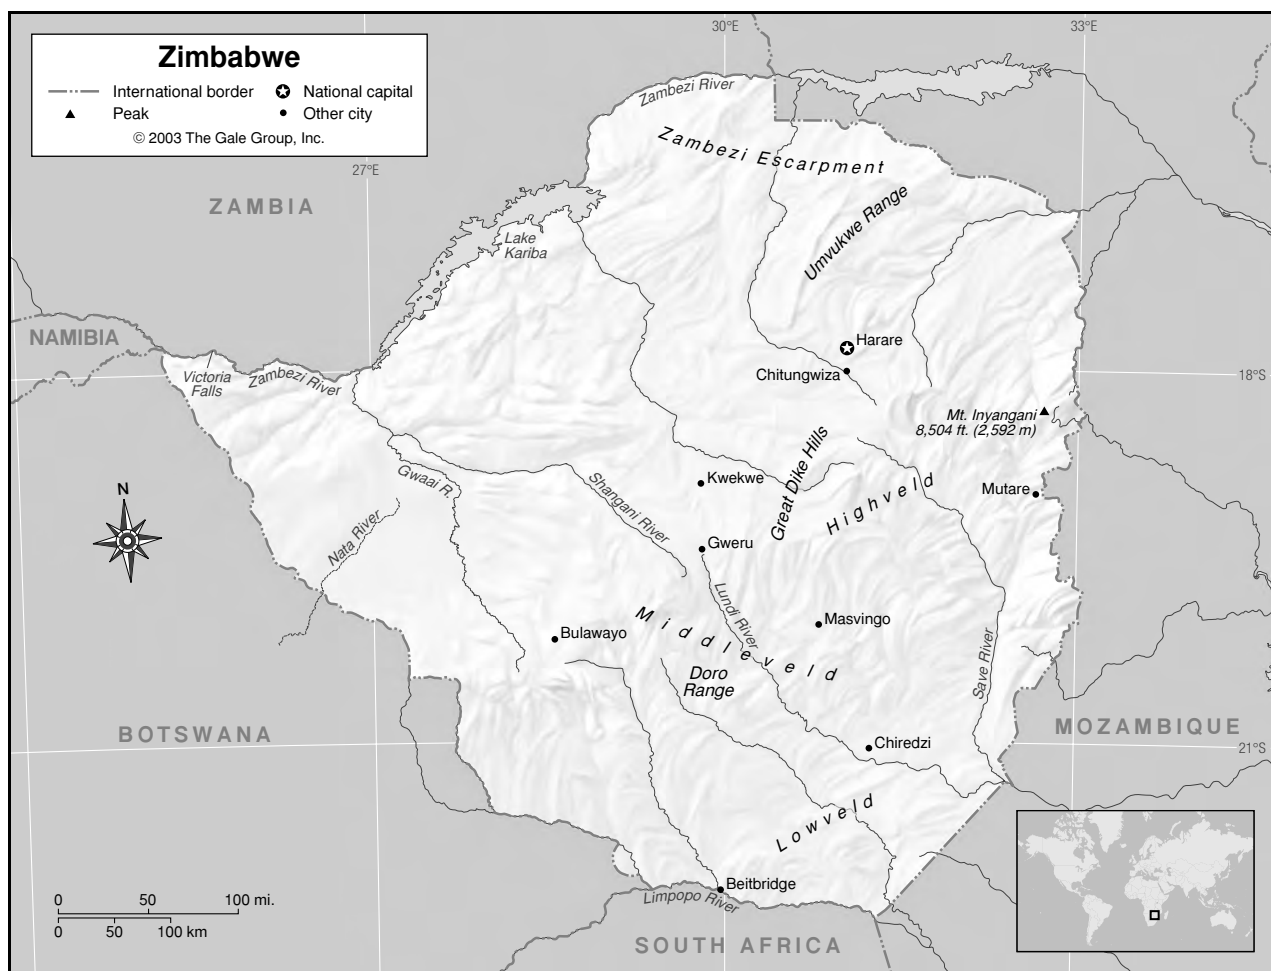 30°E
33°E
Zimbabwe
International border
National capital
Peak
Other city
© 2003 The Gale Group, Inc.
Zambezi River
Zambezi Escarpment
27°E
ZAMBIA
Umvukwe Range
Lake
Kariba
NAMIBIA
Harare
Victoria
Falls
Zambezi River
Chitungwiza
18°S
Mt. Inyangani
8,504 ft. (2,592 m)
Great Dike Hills
Gwaai R.
Shangani River
Kwekwe
Highveld
Mutare
N
Nata River
Gweru
Lundi River
Middleveld
Masvingo
Bulawayo
Save River
Doro
Range
BOTSWANA
MOZAMBIQUE
Chiredzi
21°S
Lowveld
Beitbridge
Limpopo River
0 50 100 mi.
0 50 100 km
SOUTH AFRICA